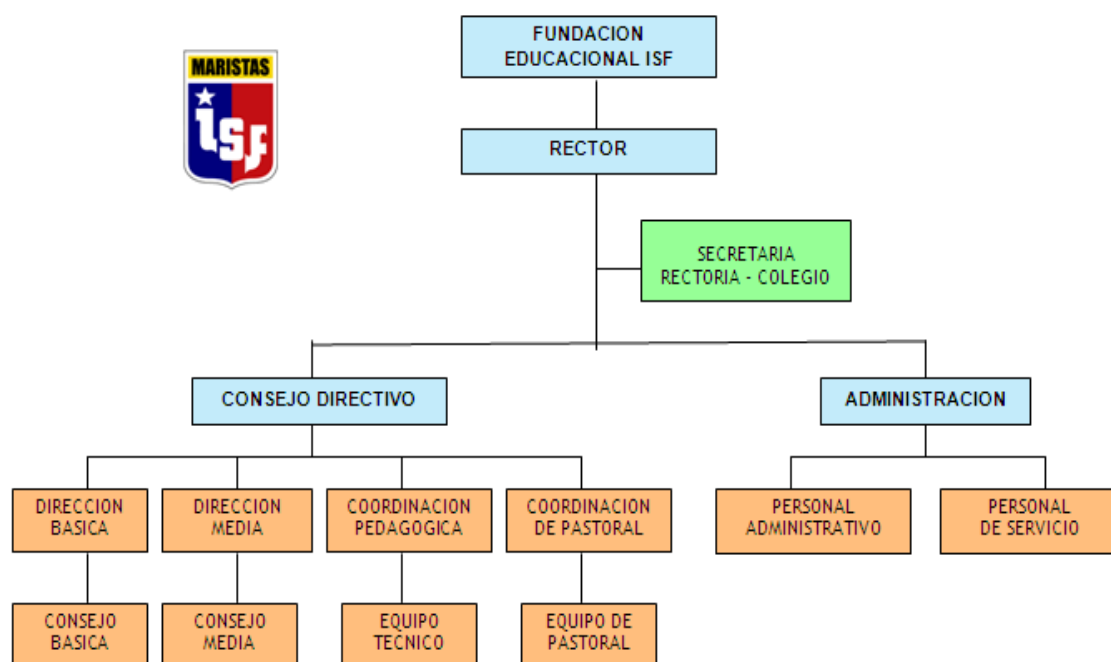 FUNDACION
EDUCACIONAL ISF
MARISTAS
isf
RECTOR
SECRETARIA
RECTORIA - COLEGIO
CONSEJO DIRECTIVO
ADMINISTRACION
DIRECCION
BASICA
DIRECCION
MEDIA
COORDINACION
PEDAGOGICA
COORDINACION
DE PASTORAL
PERSONAL
ADMINISTRATIVO
PERSONAL
DE SERVICIO
CONSEJO
BASICA
CONSEJO
MEDIA
EQUIPO
TECNICO
EQUIPO DE
PASTORAL